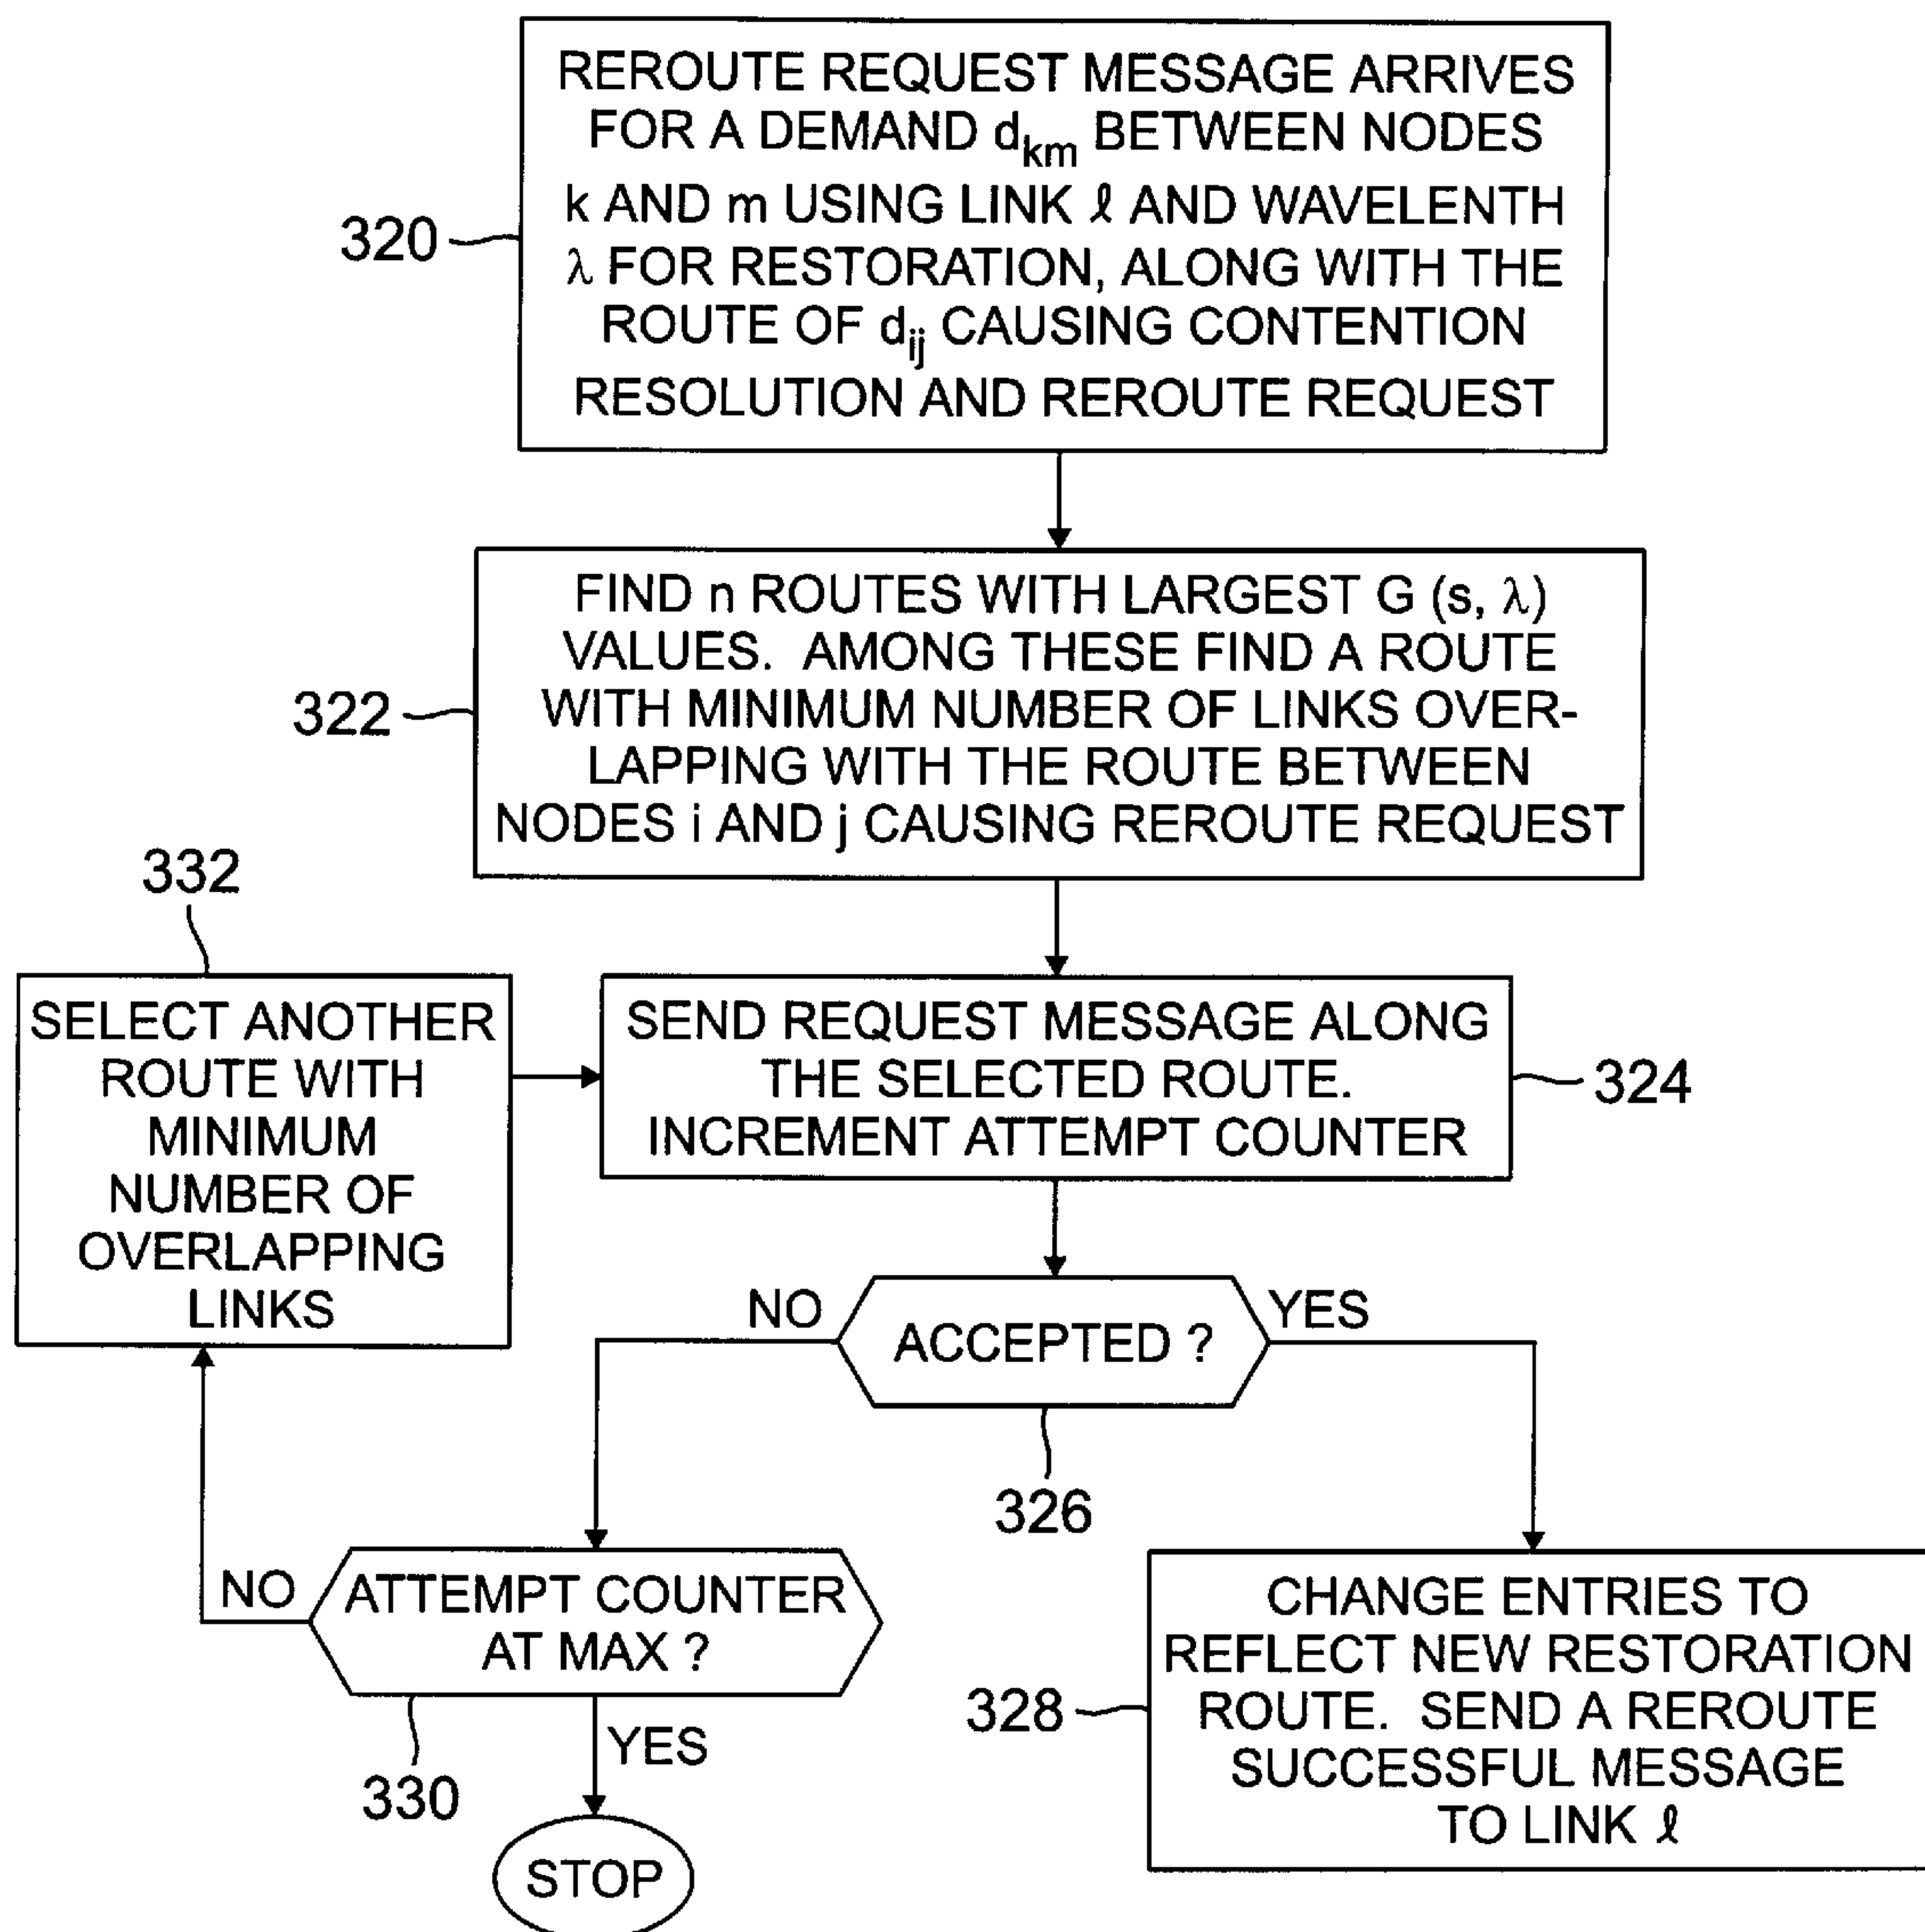 REROUTE REQUEST MESSAGE ARRIVES
FOR A DEMAND dkm BETWEEN NODES
k AND m USING LINK ℓ AND WAVELENTH
λ FOR RESTORATION, ALONG WITH THE
ROUTE OF dij CAUSING CONTENTION
RESOLUTION AND REROUTE REQUEST
320
FIND n ROUTES WITH LARGEST G (s, λ)
VALUES. AMONG THESE FIND A ROUTE
WITH MINIMUM NUMBER OF LINKS OVER-
LAPPING WITH THE ROUTE BETWEEN
NODES i AND j CAUSING REROUTE REQUEST
322
332
SELECT ANOTHER
ROUTE WITH
MINIMUM
NUMBER OF
OVERLAPPING
LINKS
SEND REQUEST MESSAGE ALONG
THE SELECTED ROUTE.
INCREMENT ATTEMPT COUNTER
324
NO
ACCEPTED ?
YES
326
NO
ATTEMPT COUNTER
AT MAX ?
330
YES
STOP
CHANGE ENTRIES TO
REFLECT NEW RESTORATION
ROUTE. SEND A REROUTE
SUCCESSFUL MESSAGE
TO LINK ℓ
328